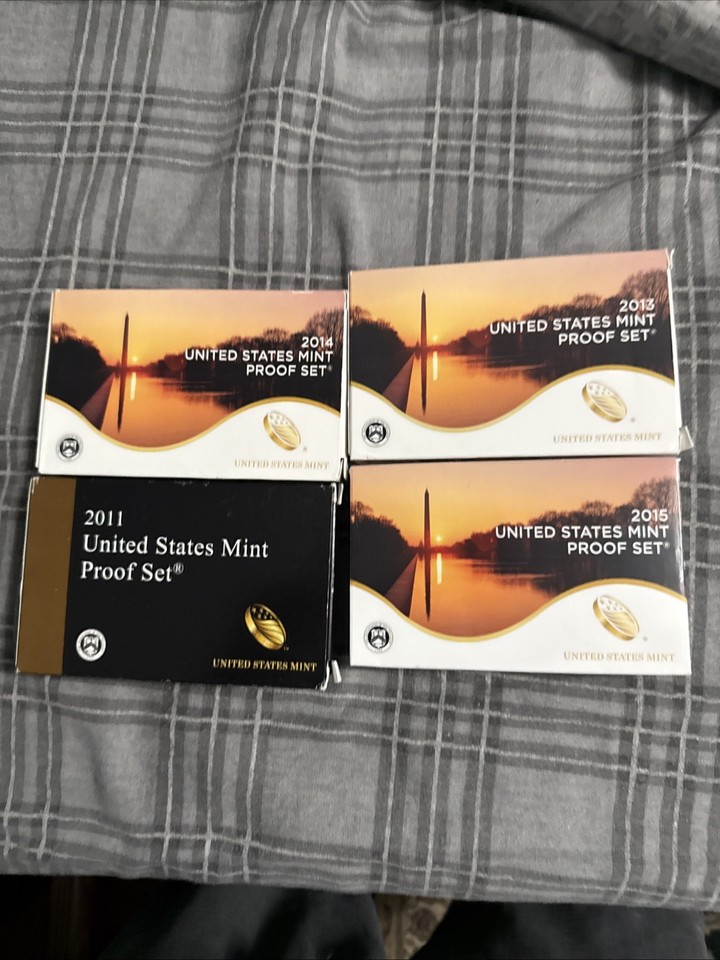 2014
UNITED STATES MINT
PROOF SET®
UNITED STATES MINT
2013
UNITED STATES MINT
PROOF SET®
UNITED STATES MINT
2011
United States Mint
Proof Set®
UNITED STATES MINT
2015
UNITED STATES MINT
PROOF SET®
UNITED STATES MINT